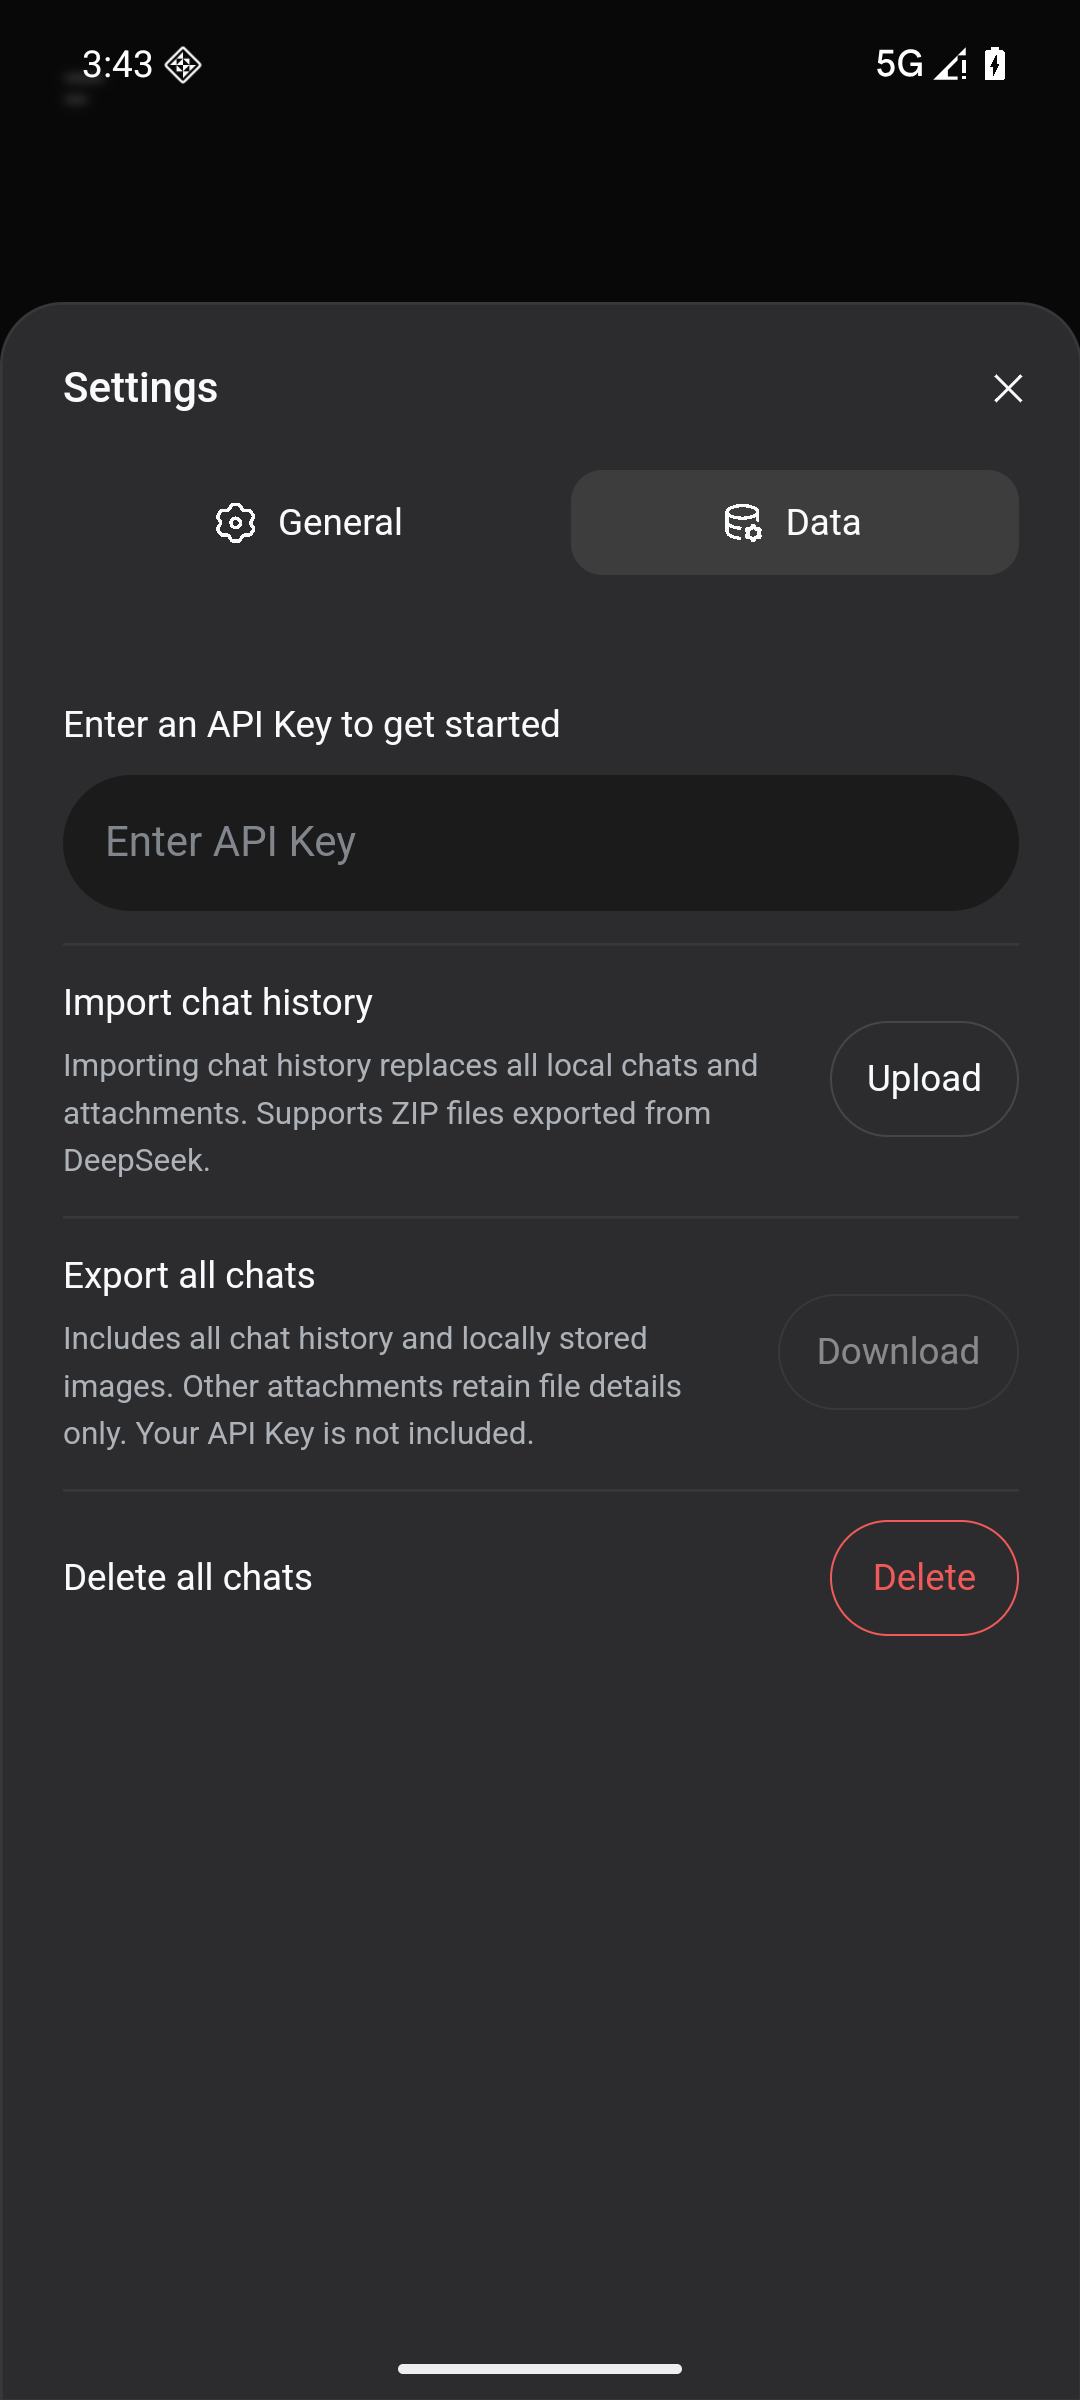 3:43
5G
Settings
General
Data
Enter an API Key to get started
Enter API Key
Import chat history
Importing chat history replaces all local chats and
attachments. Supports ZIP files exported from
DeepSeek.
Upload
Export all chats
Includes all chat history and locally stored
images. Other attachments retain file details
only. Your API Key is not included.
Download
Delete all chats
Delete